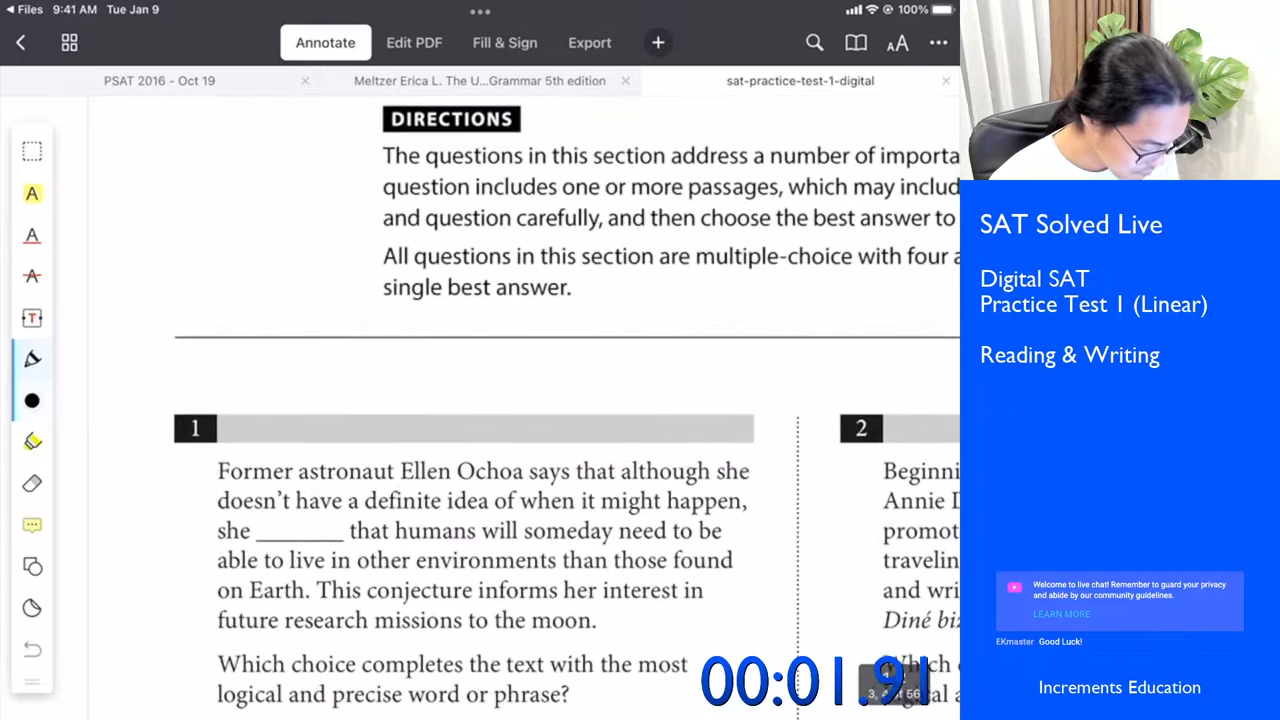 Files 9:41 AM Tue Jan 9 100%
Annotate Edit PDF Fill & Sign Export
PSAT 2016 - Oct 19
Meltzer Erica L. The U...Grammar 5th edition
sat-practice-test-1-digital
DIRECTIONS
The questions in this section address a number of importa
question includes one or more passages, which may includ
and question carefully, and then choose the best answer to
All questions in this section are multiple-choice with four a
single best answer.
1
Former astronaut Ellen Ochoa says that although she
doesn't have a definite idea of when it might happen,
she ________ that humans will someday need to be
able to live in other environments than those found
on Earth. This conjecture informs her interest in
future research missions to the moon.
Which choice completes the text with the most
logical and precise word or phrase?
2
Beginni
Annie D
promot
travelin
and wri
Diné biz
00:01.91
SAT Solved Live
Digital SAT
Practice Test 1 (Linear)
Reading & Writing
Welcome to live chat! Remember to guard your privacy
and abide by our community guidelines.
LEARN MORE
EKmaster Good Luck!
Increments Education